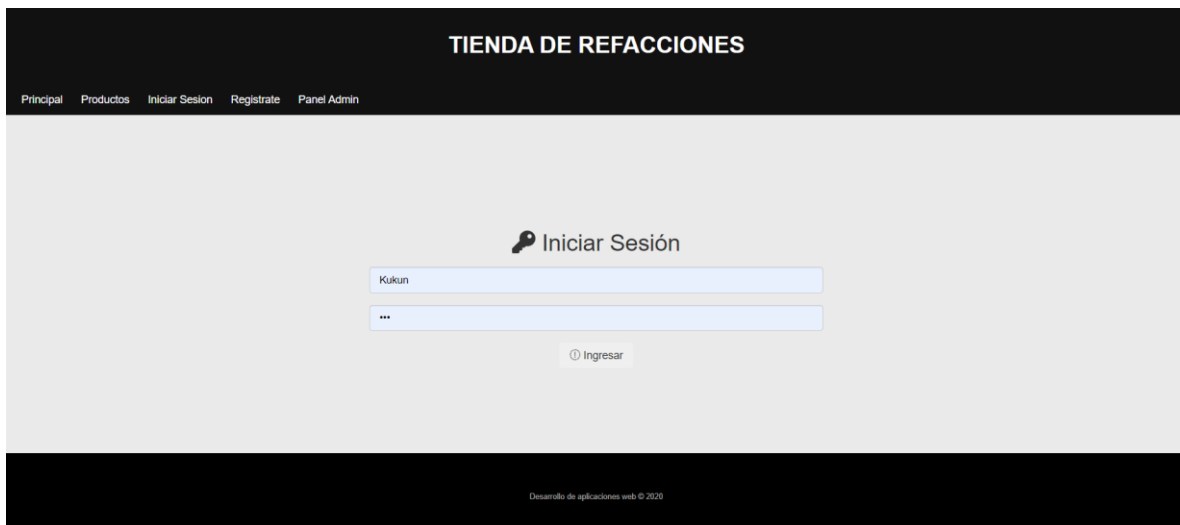 TIENDA DE REFACCIONES
Principal Productos Iniciar Sesion Registrate Panel Admin
Iniciar Sesión
Kukun
•••
Ingresar
Desarrollo de aplicaciones web © 2020